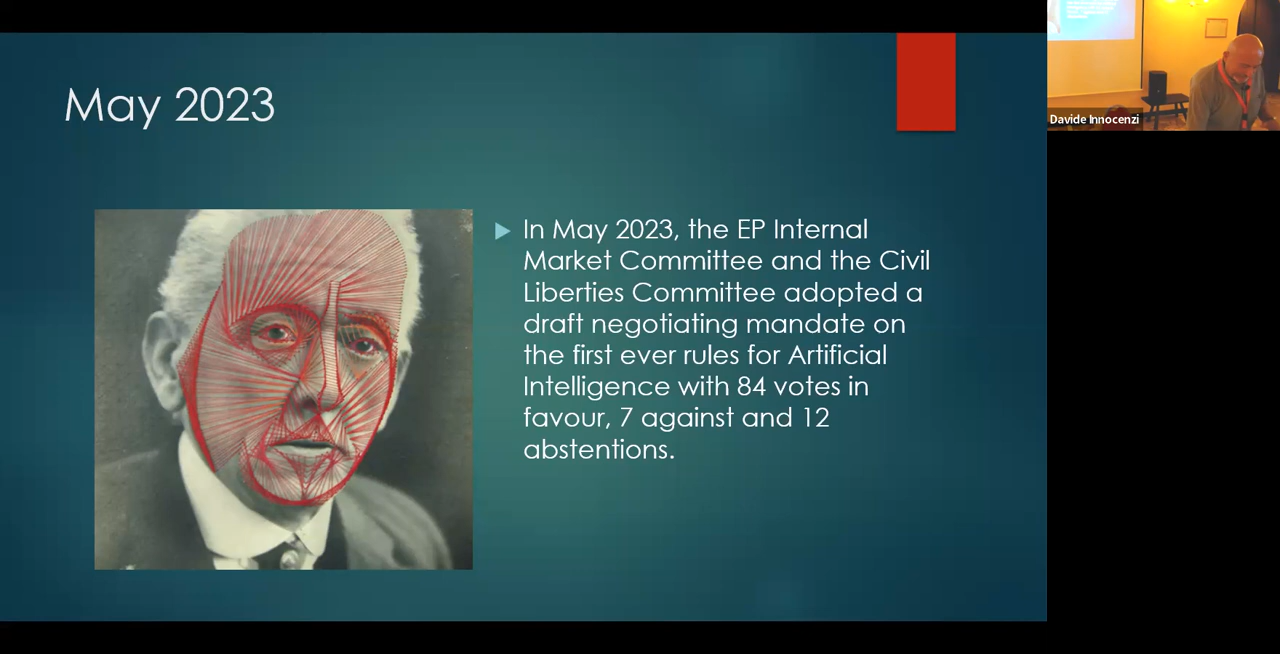 May 2023
In May 2023, the EP Internal
Market Committee and the Civil
Liberties Committee adopted a
draft negotiating mandate on
the first ever rules for Artificial
Intelligence with 84 votes in
favour, 7 against and 12
abstentions.
Davide Innocenzi